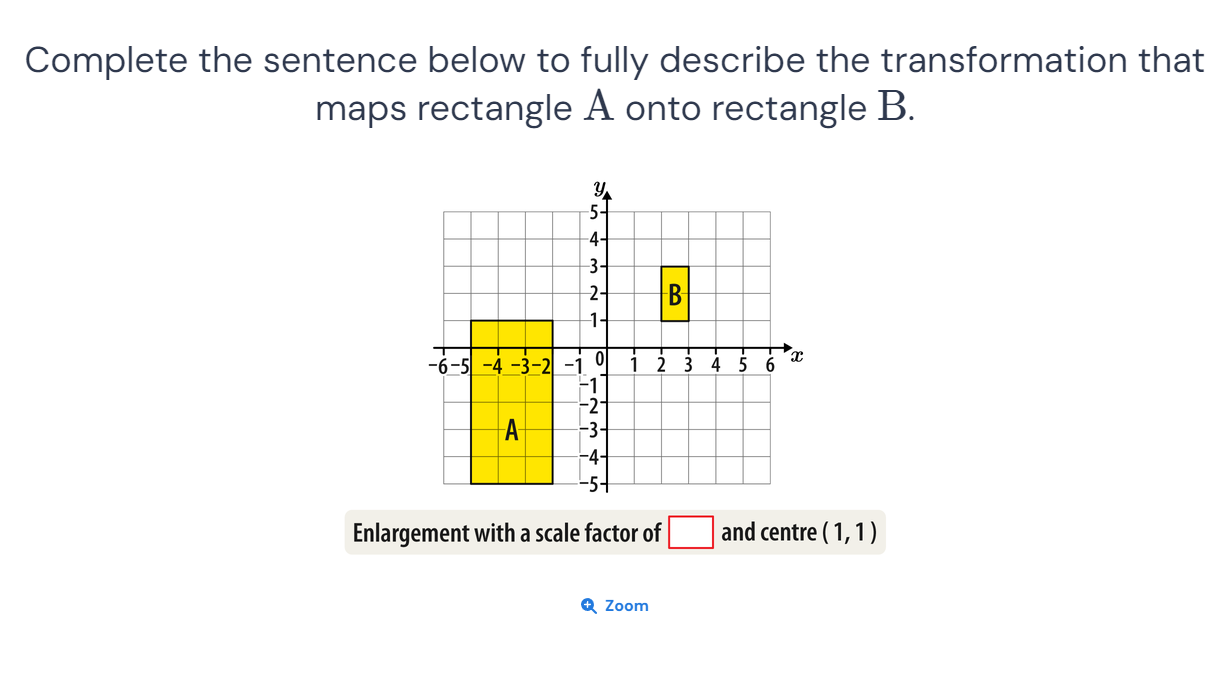 Complete the sentence below to fully describe the transformation that
maps rectangle A onto rectangle B.
y
5
4
3
2
1
B
−6 −5 −4 −3 −2 −1 0 1 2 3 4 5 6 x
−1
−2
−3
−4
−5
A
Enlargement with a scale factor of and centre ( 1, 1 )
Zoom